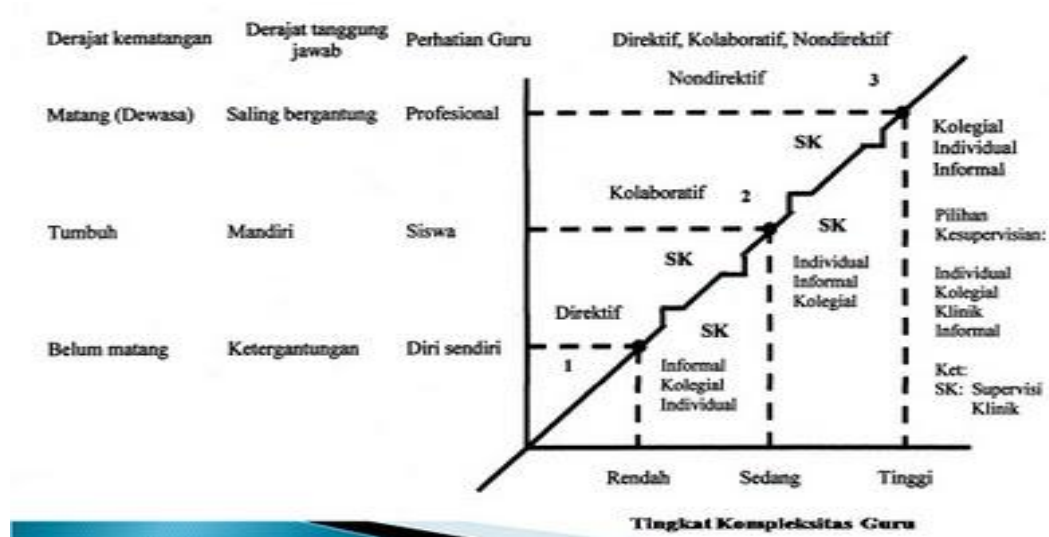 Derajat kematangan
Derajat tanggung
jawab
Perhatian Guru
Direktif, Kolaboratif, Nondirektif
Nondirektif
3
Matang (Dewasa)
Saling bergantung
Profesional
SK
Kolegial
Individual
Informal
Kolaboratif
2
Tumbuh
Mandiri
Siswa
SK
SK
Individual
Informal
Kolegial
Pilihan
Kesupervisian:
Individual
Kolegial
Klinik
Informal
Direktif
SK
Belum matang
Ketergantungan
Diri sendiri
1
Informal
Kolegial
Individual
Ket:
SK: Supervisi
Klinik
Rendah
Sedang
Tinggi
Tingkat Kompleksitas Guru